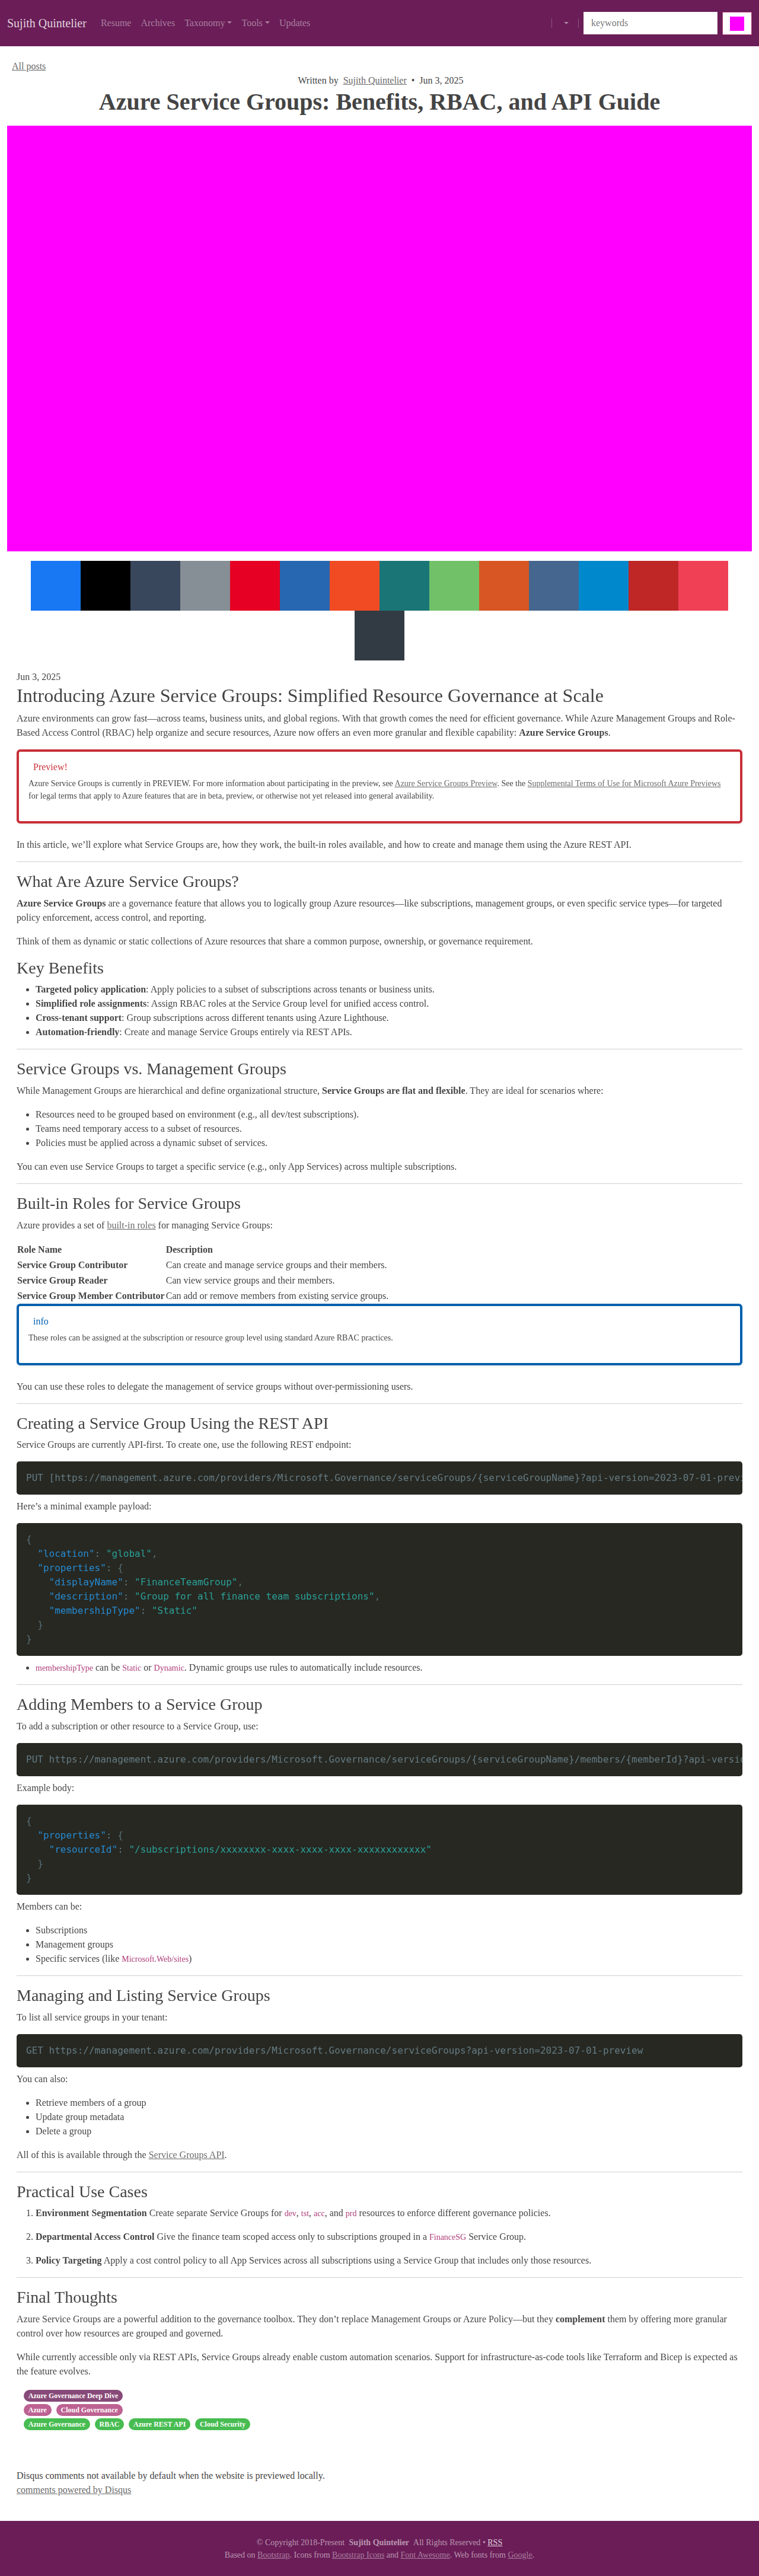 Sujith Quintelier Resume Archives Taxonomy Tools Updates keywords
All posts
Written by Sujith Quintelier • Jun 3, 2025
Azure Service Groups: Benefits, RBAC, and API Guide
Jun 3, 2025
Introducing Azure Service Groups: Simplified Resource Governance at Scale
Azure environments can grow fast—across teams, business units, and global regions. With that growth comes the need for efficient governance. While Azure Management Groups and Role-
Based Access Control (RBAC) help organize and secure resources, Azure now offers an even more granular and flexible capability: Azure Service Groups.
Preview!
Azure Service Groups is currently in PREVIEW. For more information about participating in the preview, see Azure Service Groups Preview. See the Supplemental Terms of Use for Microsoft Azure Previews
for legal terms that apply to Azure features that are in beta, preview, or otherwise not yet released into general availability.
In this article, we’ll explore what Service Groups are, how they work, the built-in roles available, and how to create and manage them using the Azure REST API.
What Are Azure Service Groups?
Azure Service Groups are a governance feature that allows you to logically group Azure resources—like subscriptions, management groups, or even specific service types—for targeted
policy enforcement, access control, and reporting.
Think of them as dynamic or static collections of Azure resources that share a common purpose, ownership, or governance requirement.
Key Benefits
• Targeted policy application: Apply policies to a subset of subscriptions across tenants or business units.
• Simplified role assignments: Assign RBAC roles at the Service Group level for unified access control.
• Cross-tenant support: Group subscriptions across different tenants using Azure Lighthouse.
• Automation-friendly: Create and manage Service Groups entirely via REST APIs.
Service Groups vs. Management Groups
While Management Groups are hierarchical and define organizational structure, Service Groups are flat and flexible. They are ideal for scenarios where:
• Resources need to be grouped based on environment (e.g., all dev/test subscriptions).
• Teams need temporary access to a subset of resources.
• Policies must be applied across a dynamic subset of services.
You can even use Service Groups to target a specific service (e.g., only App Services) across multiple subscriptions.
Built-in Roles for Service Groups
Azure provides a set of built-in roles for managing Service Groups:
Role Name Description
Service Group Contributor Can create and manage service groups and their members.
Service Group Reader Can view service groups and their members.
Service Group Member Contributor Can add or remove members from existing service groups.
info
These roles can be assigned at the subscription or resource group level using standard Azure RBAC practices.
You can use these roles to delegate the management of service groups without over-permissioning users.
Creating a Service Group Using the REST API
Service Groups are currently API-first. To create one, use the following REST endpoint:
PUT [https://management.azure.com/providers/Microsoft.Governance/serviceGroups/{serviceGroupName}?api-version=2023-07-01-previ
Here’s a minimal example payload:
{
"location": "global",
"properties": {
"displayName": "FinanceTeamGroup",
"description": "Group for all finance team subscriptions",
"membershipType": "Static"
}
}
• membershipType can be Static or Dynamic. Dynamic groups use rules to automatically include resources.
Adding Members to a Service Group
To add a subscription or other resource to a Service Group, use:
PUT https://management.azure.com/providers/Microsoft.Governance/serviceGroups/{serviceGroupName}/members/{memberId}?api-versio
Example body:
{
"properties": {
"resourceId": "/subscriptions/xxxxxxxx-xxxx-xxxx-xxxx-xxxxxxxxxxxx"
}
}
Members can be:
• Subscriptions
• Management groups
• Specific services (like Microsoft.Web/sites)
Managing and Listing Service Groups
To list all service groups in your tenant:
GET https://management.azure.com/providers/Microsoft.Governance/serviceGroups?api-version=2023-07-01-preview
You can also:
• Retrieve members of a group
• Update group metadata
• Delete a group
All of this is available through the Service Groups API.
Practical Use Cases
1. Environment Segmentation Create separate Service Groups for dev, tst, acc, and prd resources to enforce different governance policies.
2. Departmental Access Control Give the finance team scoped access only to subscriptions grouped in a FinanceSG Service Group.
3. Policy Targeting Apply a cost control policy to all App Services across all subscriptions using a Service Group that includes only those resources.
Final Thoughts
Azure Service Groups are a powerful addition to the governance toolbox. They don’t replace Management Groups or Azure Policy—but they complement them by offering more granular
control over how resources are grouped and governed.
While currently accessible only via REST APIs, Service Groups already enable custom automation scenarios. Support for infrastructure-as-code tools like Terraform and Bicep is expected as
the feature evolves.
Azure Governance Deep Dive
Azure Cloud Governance
Azure Governance RBAC Azure REST API Cloud Security
Disqus comments not available by default when the website is previewed locally.
comments powered by Disqus
© Copyright 2018-Present Sujith Quintelier All Rights Reserved • RSS
Based on Bootstrap. Icons from Bootstrap Icons and Font Awesome. Web fonts from Google.